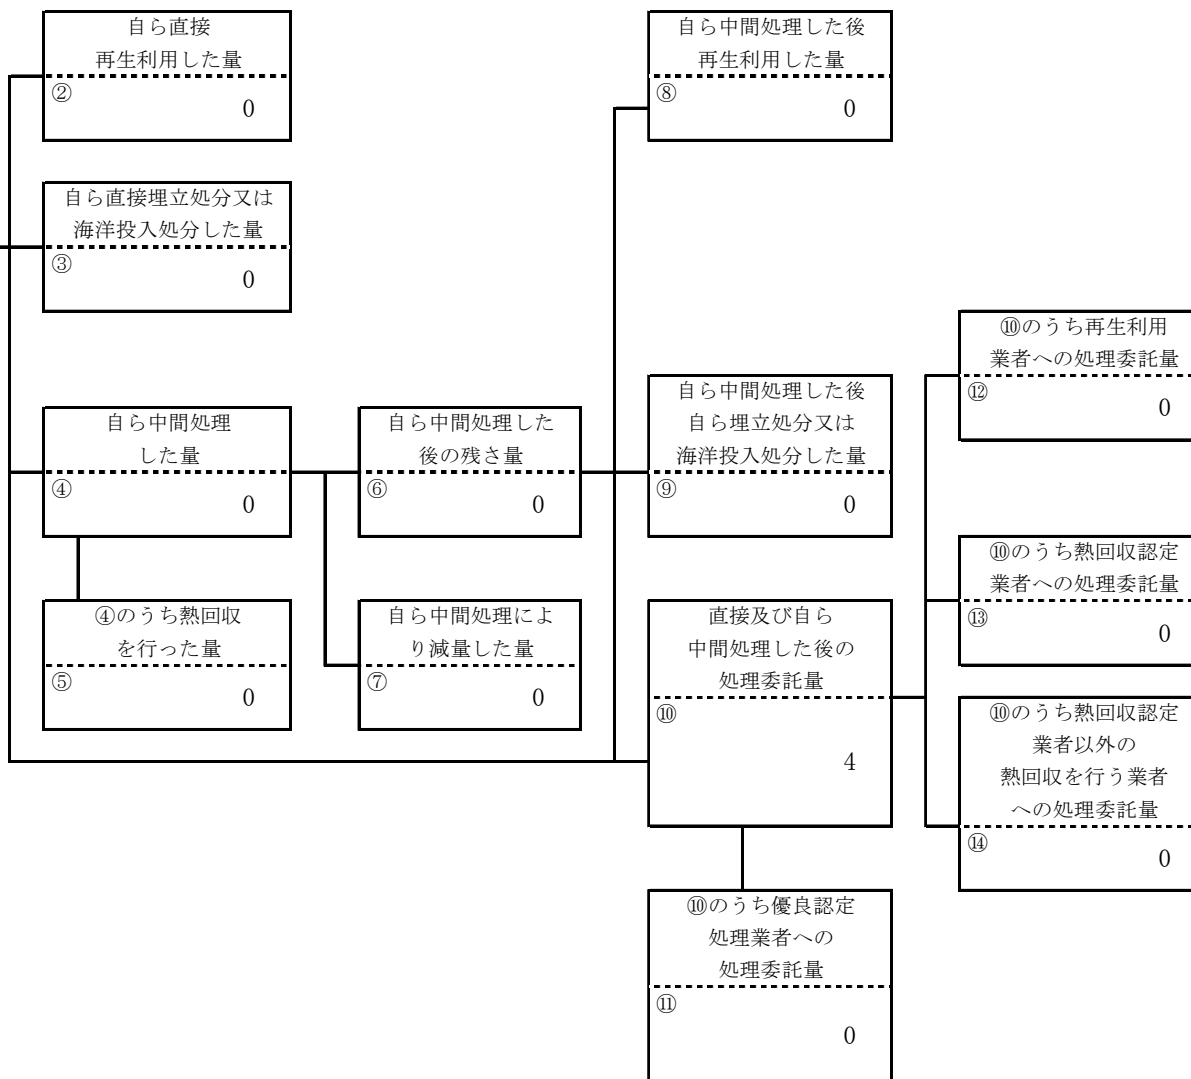 自ら直接
再生利用した量
②
0
自ら直接埋立処分又は
海洋投入処分した量
③
0
自ら中間処理
した量
④
0
④のうち熱回収
を行った量
⑤
0
自ら中間処理した
後の残さ量
⑥
0
自ら中間処理によ
り減量した量
⑦
0
自ら中間処理した後
再生利用した量
⑧
0
自ら中間処理した後
自ら埋立処分又は
海洋投入処分した量
⑨
0
直接及び自ら
中間処理した後の
処理委託量
⑩
4
⑩のうち優良認定
処理業者への
処理委託量
⑪
0
⑩のうち再生利用
業者への処理委託量
⑫
0
⑩のうち熱回収認定
業者への処理委託量
⑬
0
⑩のうち熱回収認定
業者以外の
熱回収を行う業者
への処理委託量
⑭
0